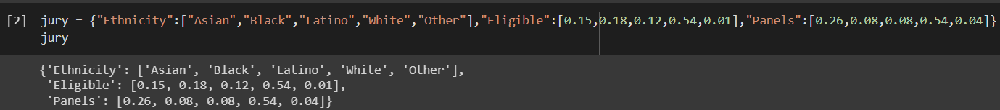 [2] jury = {"Ethnicity":["Asian","Black","Latino","White","Other"],"Eligible":[0.15,0.18,0.12,0.54,0.01],"Panels":[0.26,0.08,0.08,0.54,0.04]}
jury
{'Ethnicity': ['Asian', 'Black', 'Latino', 'White', 'Other'],
'Eligible': [0.15, 0.18, 0.12, 0.54, 0.01],
'Panels': [0.26, 0.08, 0.08, 0.54, 0.04]}